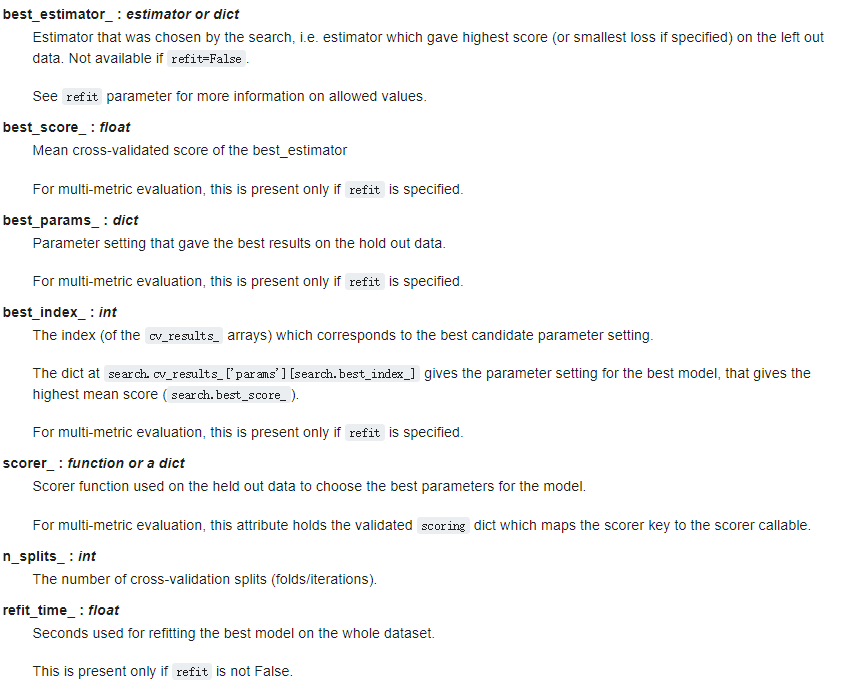 best_estimator_ : estimator or dict
Estimator that was chosen by the search, i.e. estimator which gave highest score (or smallest loss if specified) on the left out
data. Not available if refit=False .
See refit parameter for more information on allowed values.
best_score_ : float
Mean cross-validated score of the best_estimator
For multi-metric evaluation, this is present only if refit is specified.
best_params_ : dict
Parameter setting that gave the best results on the hold out data.
For multi-metric evaluation, this is present only if refit is specified.
best_index_ : int
The index (of the cv_results_ arrays) which corresponds to the best candidate parameter setting.
The dict at search.cv_results_['params'][search.best_index_] gives the parameter setting for the best model, that gives the
highest mean score ( search.best_score_ ).
For multi-metric evaluation, this is present only if refit is specified.
scorer_ : function or a dict
Scorer function used on the held out data to choose the best parameters for the model.
For multi-metric evaluation, this attribute holds the validated scoring dict which maps the scorer key to the scorer callable.
n_splits_ : int
The number of cross-validation splits (folds/iterations).
refit_time_ : float
Seconds used for refitting the best model on the whole dataset.
This is present only if refit is not False.